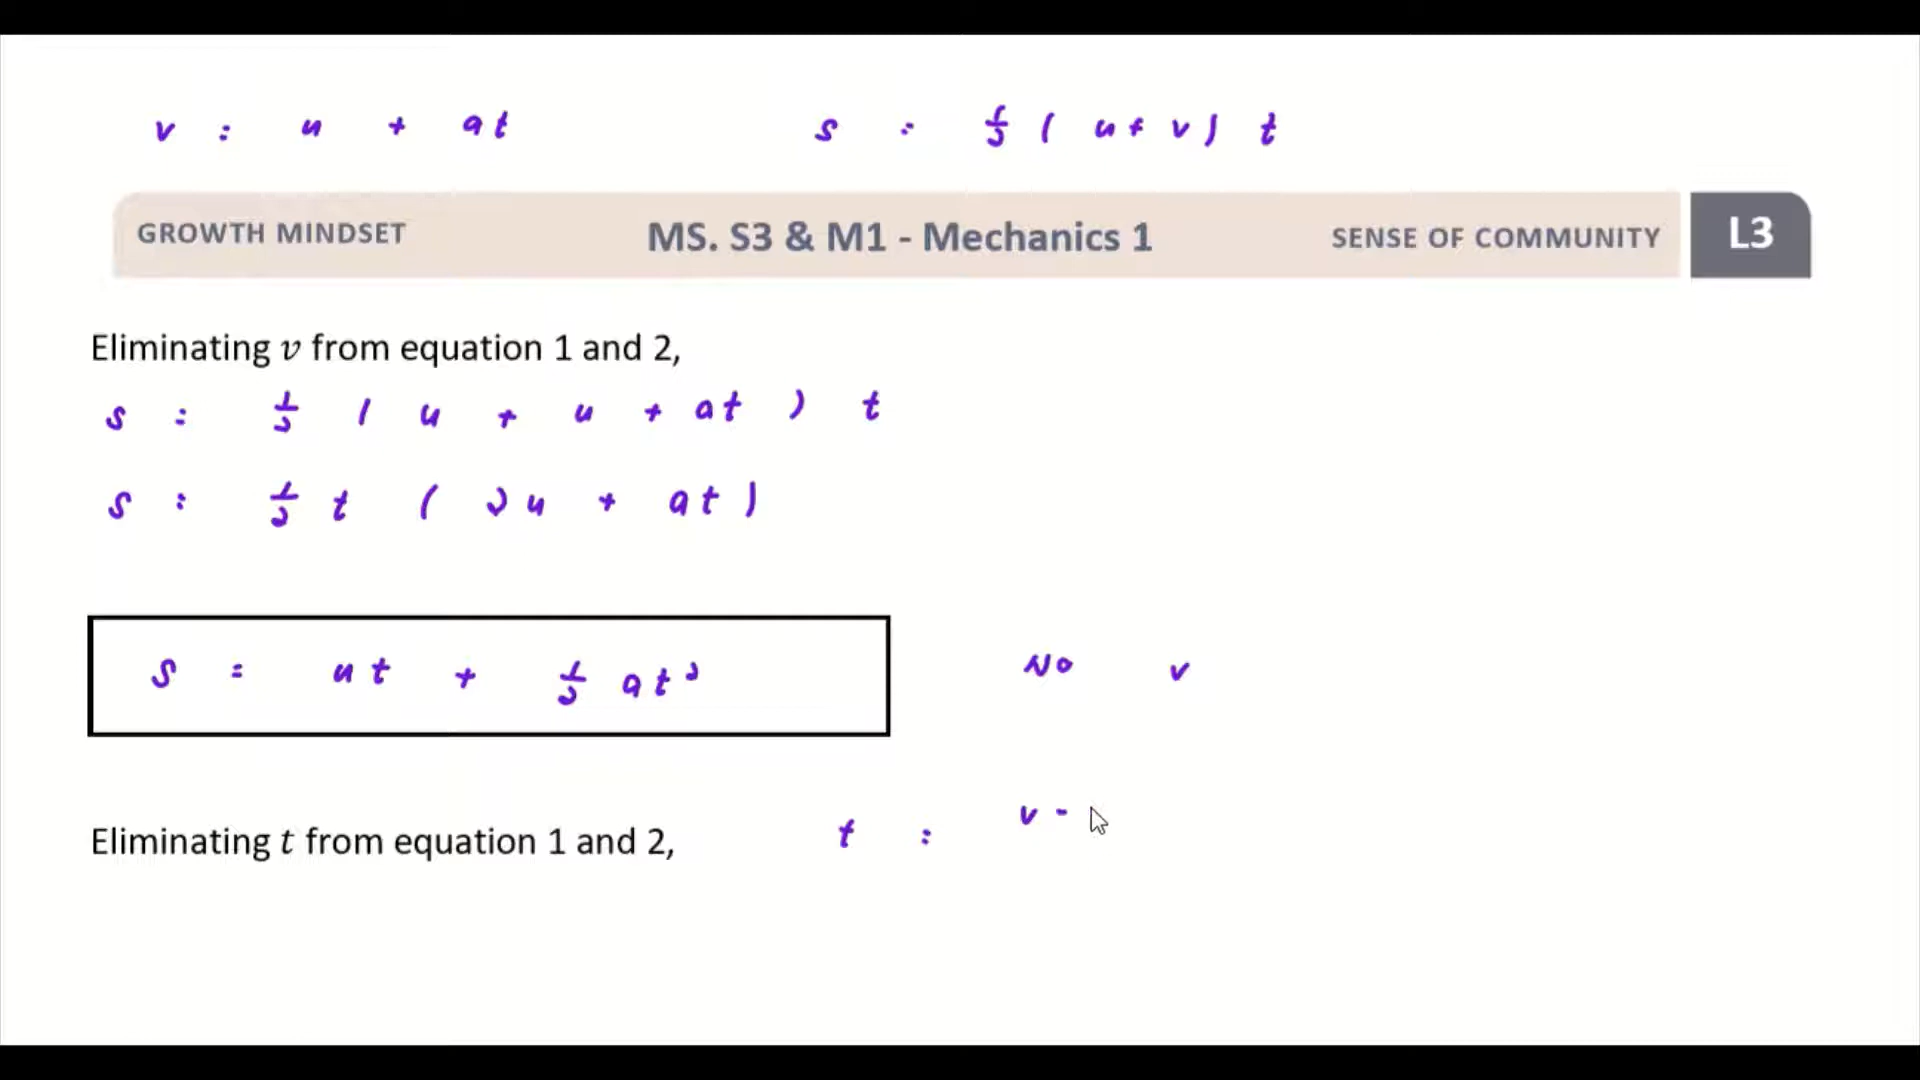 v = u + at s = ½ ( u + v ) t
GROWTH MINDSET MS. S3 & M1 - Mechanics 1 SENSE OF COMMUNITY L3
Eliminating v from equation 1 and 2,
s = ½ ( u + u + at ) t
s = ½ t ( 2u + at )
s = ut + ½ at² NO v
Eliminating t from equation 1 and 2, t = v -